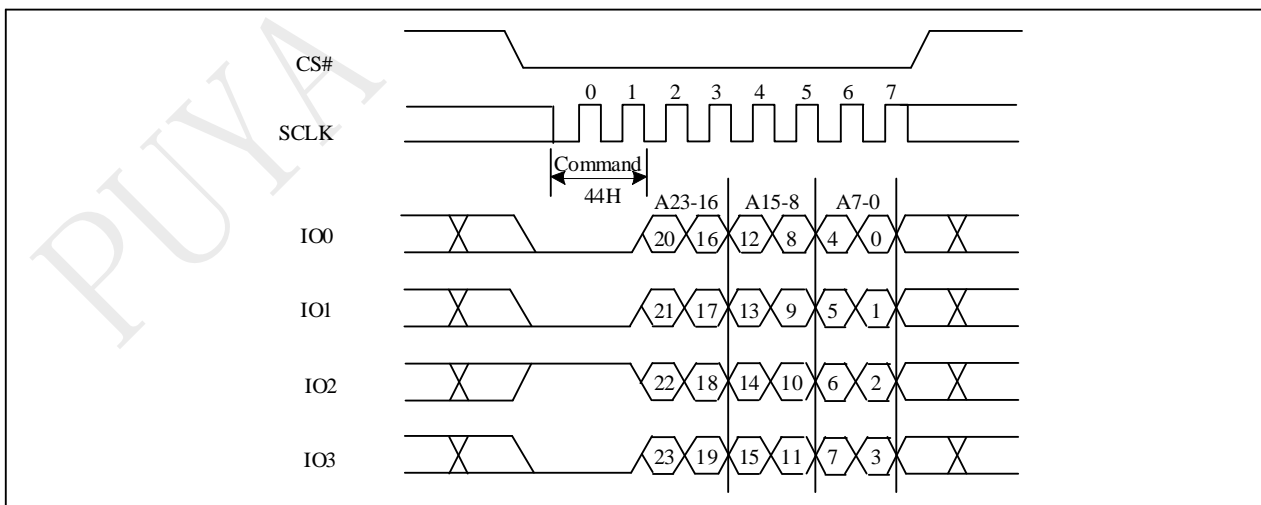 PUYA
CS#
0 1 2 3 4 5 6 7
SCLK
Command
44H
A23-16 A15-8 A7-0
IO0 20 16 12 8 4 0
IO1 21 17 13 9 5 1
IO2 22 18 14 10 6 2
IO3 23 19 15 11 7 3